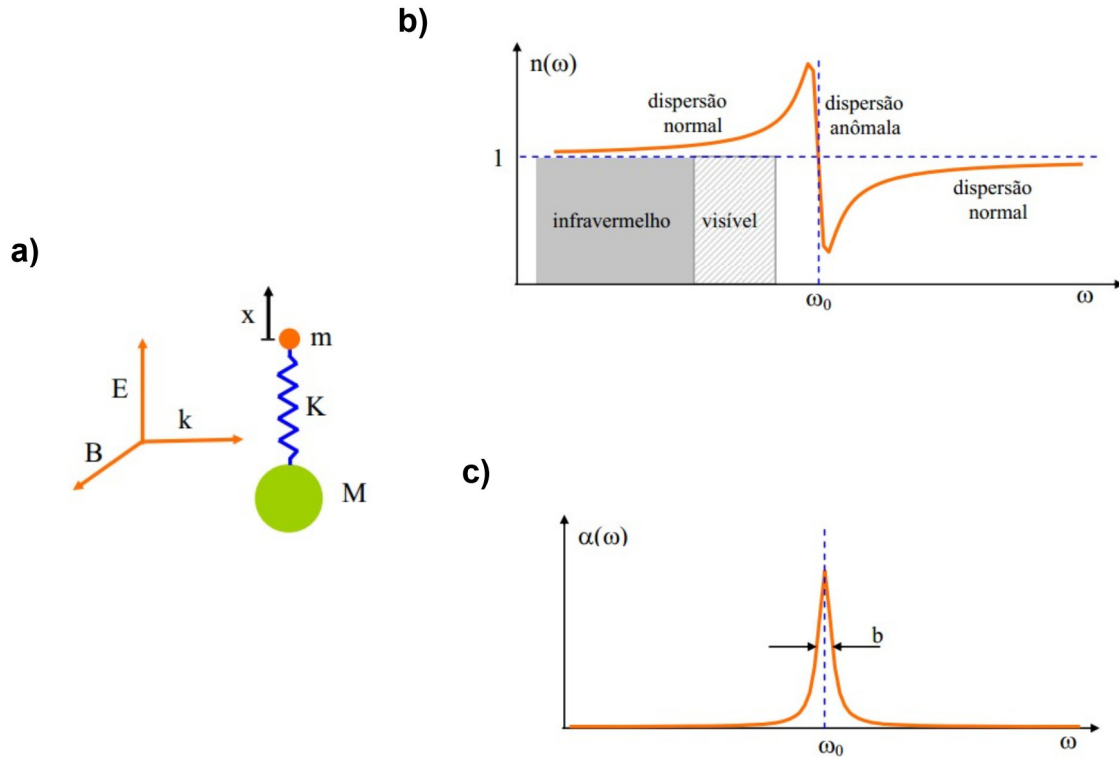 b)
n(ω)
dispersão
normal
dispersão
anômala
1
infravermelho
visível
dispersão
normal
ω0
ω
a)
x
m
E
k
K
B
M
c)
α(ω)
b
ω0
ω